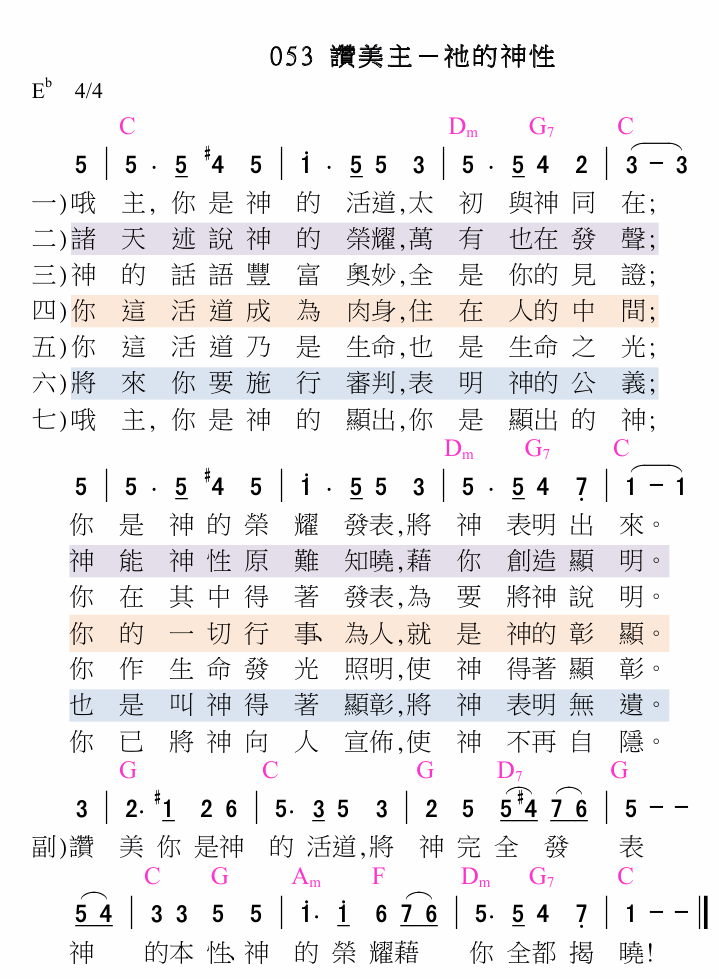 053 讚美主－祂的神性
E♭ 4/4
C Dm G7 C
5 | 5 . 5 #4 5 | i . 5 5 3 | 5 . 5 4 2 | 3 － 3
一)哦 主, 你 是 神 的 活道,太 初 與神 同 在;
二)諸 天 述 說 神 的 榮耀,萬 有 也在 發 聲;
三)神 的 話 語 豐 富 奧妙,全 是 你的 見 證;
四)你 這 活 道 成 為 肉身,住 在 人的 中 間;
五)你 這 活 道 乃 是 生命,也 是 生命 之 光;
六)將 來 你 要 施 行 審判,表 明 神的 公 義;
七)哦 主, 你 是 神 的 顯出,你 是 顯出 的 神;
Dm G7 C
5 | 5 . 5 #4 5 | i . 5 5 3 | 5 . 5 4 7 | 1 － 1
你 是 神 的 榮 耀 發表,將 神 表明 出 來。
神 能 神 性 原 難 知曉,藉 你 創造 顯 明。
你 在 其 中 得 著 發表,為 要 將神 說 明。
你 的 一 切 行 事、 為人,就 是 神的 彰 顯。
你 作 生 命 發 光 照明,使 神 得著 顯 彰。
也 是 叫 神 得 著 顯彰,將 神 表明 無 遺。
你 已 將 神 向 人 宣佈,使 神 不再 自 隱。
G C G D7 G
3 | 2. #1 2 6 | 5. 3 5 3 | 2 5 5 #4 7 6 | 5 － －
副)讚 美 你 是神 的 活道,將 神 完 全 發 表
C G Am F Dm G7 C
5 4 | 3 3 5 5 | i. i 6 7 6 | 5. 5 4 7 | 1 － －
神 的本 性、 神 的 榮 耀藉 你 全都 揭 曉!